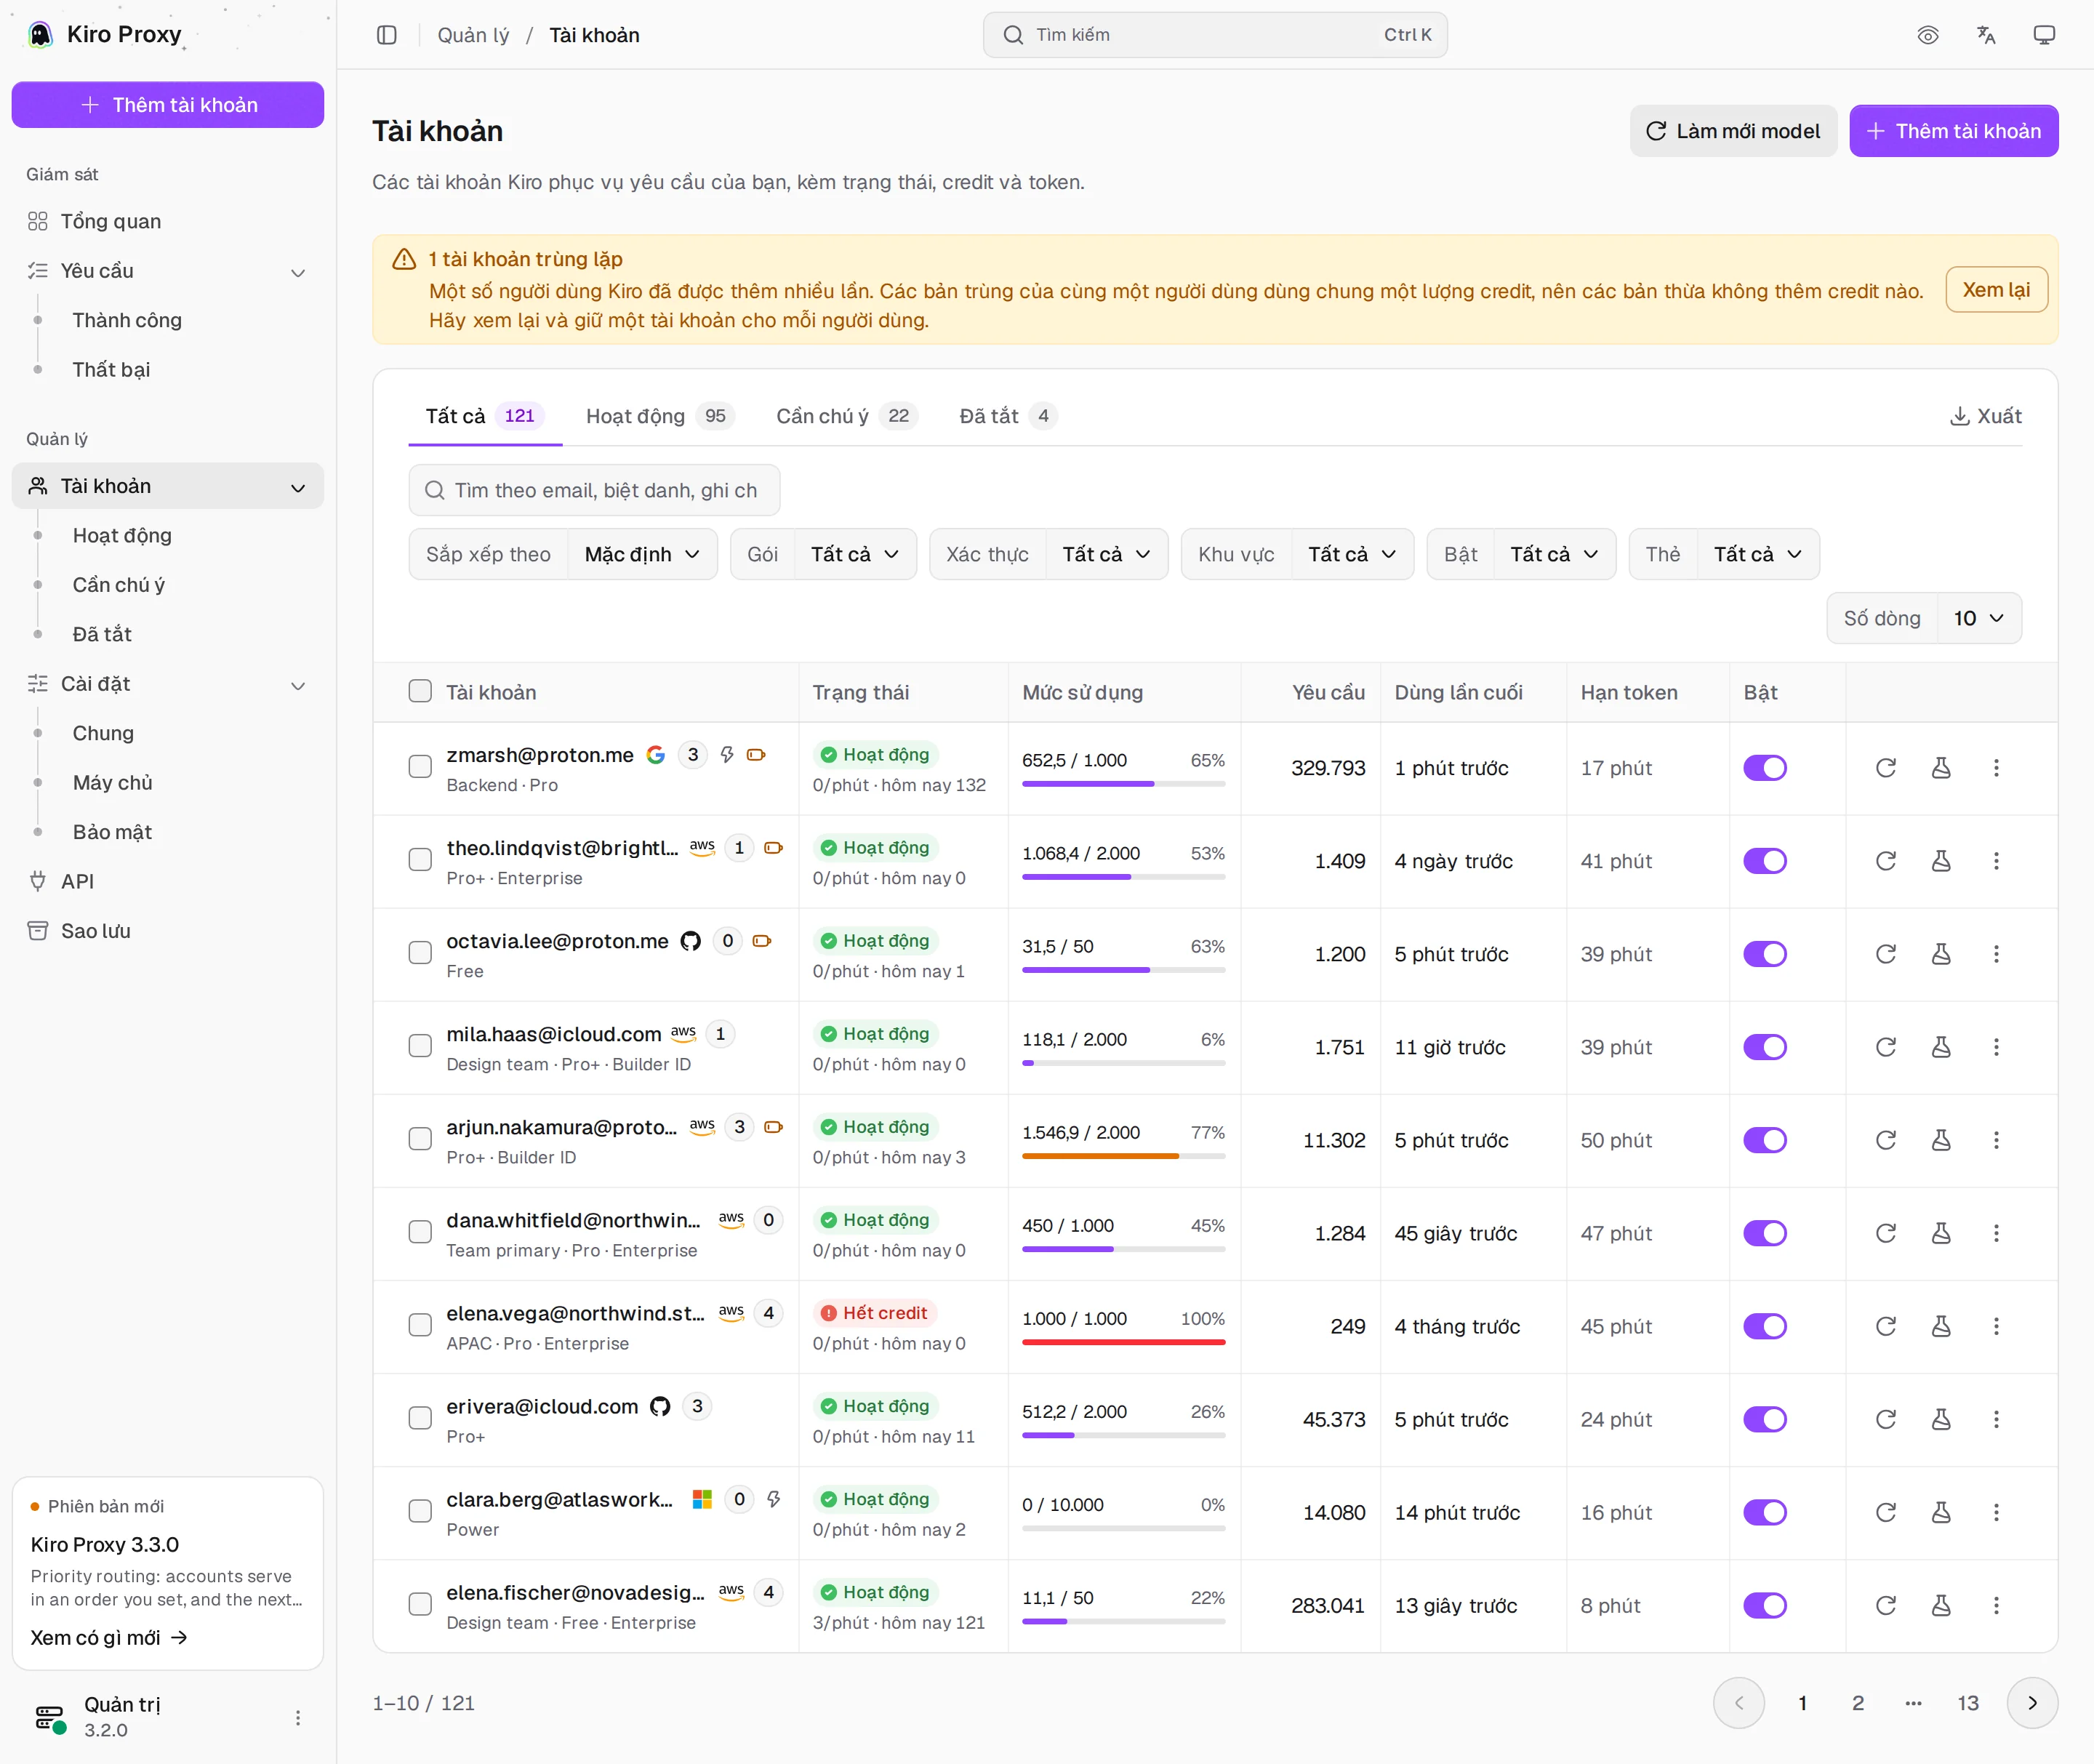 Kiro Proxy
Thêm tài khoản
Giám sát
Tổng quan
Yêu cầu
Thành công
Thất bại
Quản lý
Tài khoản
Hoạt động
Cần chú ý
Đã tắt
Cài đặt
Chung
Máy chủ
Bảo mật
API
Sao lưu
Phiên bản mới
Kiro Proxy 3.3.0
Priority routing: accounts serve
in an order you set, and the next...
Xem có gì mới →
Quản trị
3.2.0
Quản lý / Tài khoản
Tìm kiếm Ctrl K
Tài khoản
Làm mới model
Thêm tài khoản
Các tài khoản Kiro phục vụ yêu cầu của bạn, kèm trạng thái, credit và token.
1 tài khoản trùng lặp
Một số người dùng Kiro đã được thêm nhiều lần. Các bản trùng của cùng một người dùng dùng chung một lượng credit, nên các bản thừa không thêm credit nào.
Hãy xem lại và giữ một tài khoản cho mỗi người dùng.
Xem lại
Tất cả 121 Hoạt động 95 Cần chú ý 22 Đã tắt 4 Xuất
Tìm theo email, biệt danh, ghi ch
Sắp xếp theo Mặc định Gói Tất cả Xác thực Tất cả Khu vực Tất cả Bật Tất cả Thẻ Tất cả
Số dòng 10
Tài khoản Trạng thái Mức sử dụng Yêu cầu Dùng lần cuối Hạn token Bật
zmarsh@proton.me 3 Hoạt động 652,5 / 1.000 65% 329.793 1 phút trước 17 phút
Backend · Pro 0/phút · hôm nay 132
theo.lindqvist@brightl... aws 1 Hoạt động 1.068,4 / 2.000 53% 1.409 4 ngày trước 41 phút
Pro+ · Enterprise 0/phút · hôm nay 0
octavia.lee@proton.me 0 Hoạt động 31,5 / 50 63% 1.200 5 phút trước 39 phút
Free 0/phút · hôm nay 1
mila.haas@icloud.com aws 1 Hoạt động 118,1 / 2.000 6% 1.751 11 giờ trước 39 phút
Design team · Pro+ · Builder ID 0/phút · hôm nay 0
arjun.nakamura@proto... aws 3 Hoạt động 1.546,9 / 2.000 77% 11.302 5 phút trước 50 phút
Pro+ · Builder ID 0/phút · hôm nay 3
dana.whitfield@northwin... aws 0 Hoạt động 450 / 1.000 45% 1.284 45 giây trước 47 phút
Team primary · Pro · Enterprise 0/phút · hôm nay 0
elena.vega@northwind.st... aws 4 Hết credit 1.000 / 1.000 100% 249 4 tháng trước 45 phút
APAC · Pro · Enterprise 0/phút · hôm nay 0
erivera@icloud.com 3 Hoạt động 512,2 / 2.000 26% 45.373 5 phút trước 24 phút
Pro+ 0/phút · hôm nay 11
clara.berg@atlaswork... 0 Hoạt động 0 / 10.000 0% 14.080 14 phút trước 16 phút
Power 0/phút · hôm nay 2
elena.fischer@novadesig... aws 4 Hoạt động 11,1 / 50 22% 283.041 13 giây trước 8 phút
Design team · Free · Enterprise 3/phút · hôm nay 121
1–10 / 121
1 2 ... 13